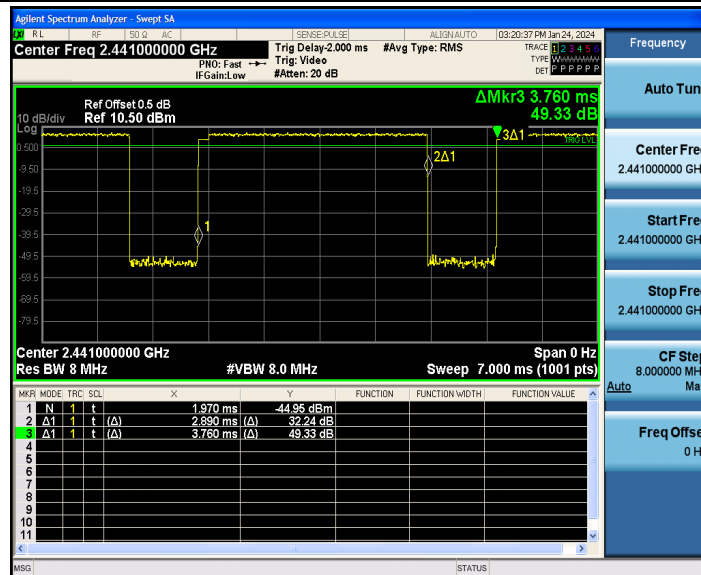 Agilent Spectrum Analyzer - Swept SA
LXI RL RF 50 Ω AC SENSE:PULSE ALIGN AUTO 03:20:37 PM Jan 24, 2024
Center Freq 2.441000000 GHz Trig Delay-2.000 ms #Avg Type: RMS TRACE 1 2 3 4 5 6
PNO: Fast Trig: Video TYPE WWWWWW
IFGain:Low #Atten: 20 dB DET P P P P P P
Frequency
Auto Tun
Center Fre
2.441000000 GH
Start Fre
2.441000000 GH
Stop Fre
2.441000000 GH
CF Step
8.000000 MH
Auto Ma
Freq Offse
0 H
ΔMkr3 3.760 ms
49.33 dB
Ref Offset 0.5 dB
10 dB/div Ref 10.50 dBm
Log
0.500
-9.50
-19.5
-29.5
-39.5
-49.5
-59.5
-69.5
-79.5
1
2Δ1
3Δ1
TRIG LVL
Center 2.441000000 GHz Span 0 Hz
Res BW 8 MHz #VBW 8.0 MHz Sweep 7.000 ms (1001 pts)
MKR MODE TRC SCL X Y FUNCTION FUNCTION WIDTH FUNCTION VALUE
1 N 1 t 1.970 ms -44.95 dBm
2 Δ1 1 t (Δ) 2.890 ms (Δ) 32.24 dB
3 Δ1 1 t (Δ) 3.760 ms (Δ) 49.33 dB
4
5
6
7
8
9
10
11
MSG STATUS